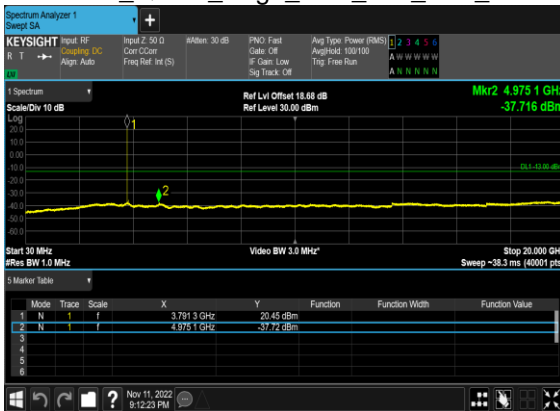 Spectrum Analyzer 1
Swept SA
+
KEYSIGHT Input: RF Input Z: 50 Ω #Atten: 30 dB PNO: Fast Avg Type: Power (RMS) 1 2 3 4 5 6
R T Coupling: DC Corr CCorr Gate: Off Avg|Hold: 100/100 A W W W W W
Align: Auto Freq Ref: Int (S) IF Gain: Low Trig: Free Run
Sig Track: Off A N N N N N
1 Spectrum Ref Lvl Offset 18.68 dB Mkr2 4.975 1 GHz
Scale/Div 10 dB Ref Level 30.00 dBm -37.716 dBm
Log
20.0
10.0
0.00
-10.0
DL1 -13.00 dBm
-20.0
-30.0
-40.0
-50.0
-60.0
1
2
Start 30 MHz Video BW 3.0 MHz* Stop 20.000 GHz
#Res BW 1.0 MHz Sweep ~38.3 ms (40001 pts)
5 Marker Table
Mode Trace Scale X Y Function Function Width Function Value
1 N 1 f 3.791 3 GHz 20.45 dBm
2 N 1 f 4.975 1 GHz -37.72 dBm
3
4
5
6
? Nov 11, 2022
9:12:23 PM